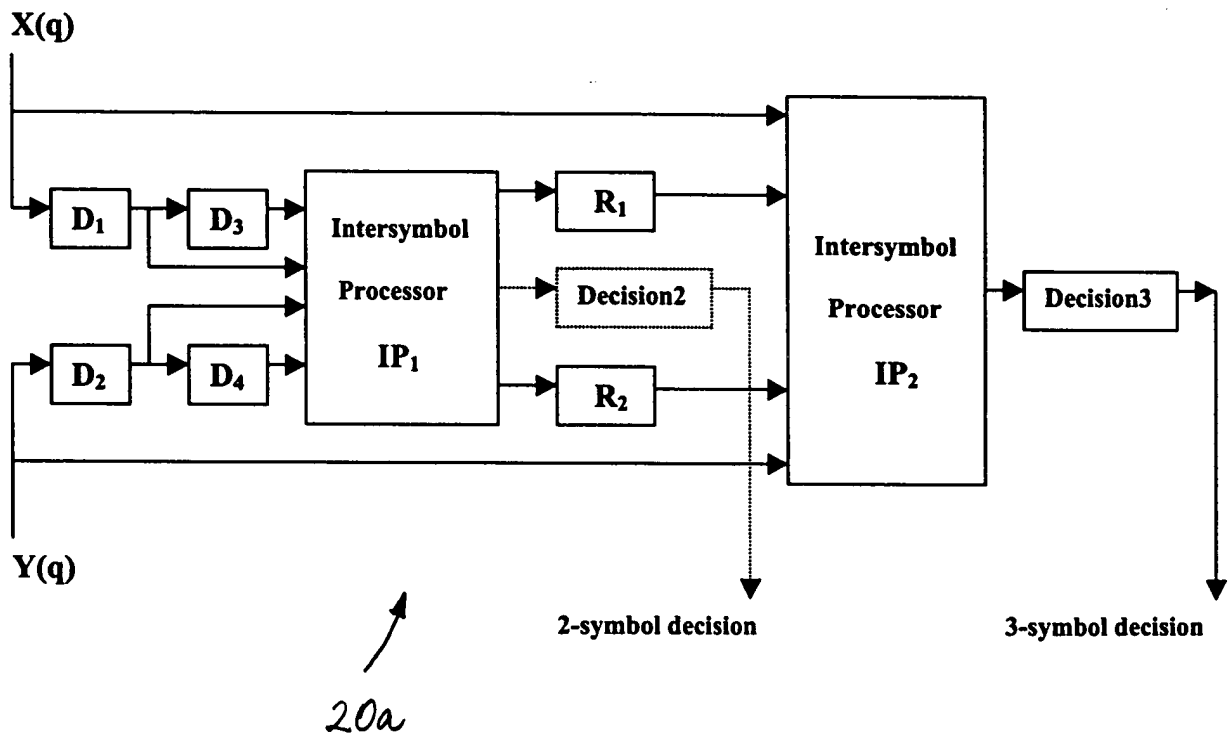 X(q)
D₁
D₃
Intersymbol
Processor
IP₁
R₁
Decision2
R₂
Intersymbol
Processor
IP₂
Decision3
D₂
D₄
Y(q)
2-symbol decision
3-symbol decision
20a